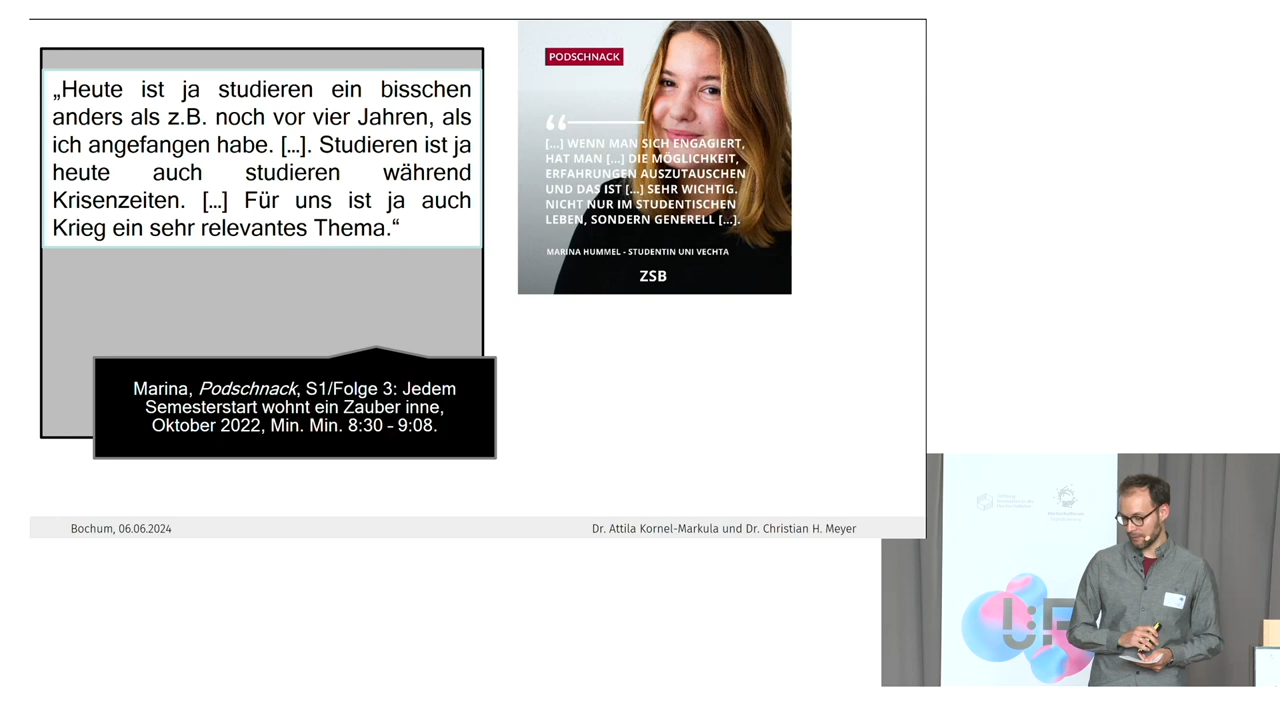 „Heute ist ja studieren ein bisschen
anders als z.B. noch vor vier Jahren, als
ich angefangen habe. […]. Studieren ist ja
heute auch studieren während
Krisenzeiten. […] Für uns ist ja auch
Krieg ein sehr relevantes Thema.“
Marina, Podschnack, S1/Folge 3: Jedem
Semesterstart wohnt ein Zauber inne,
Oktober 2022, Min. Min. 8:30 - 9:08.
PODSCHNACK
“
[...] WENN MAN SICH ENGAGIERT,
HAT MAN [...] DIE MÖGLICHKEIT,
ERFAHRUNGEN AUSZUTAUSCHEN
UND DAS IST [...] SEHR WICHTIG.
NICHT NUR IM STUDENTISCHEN
LEBEN, SONDERN GENERELL [...].
MARINA HUMMEL - STUDENTIN UNI VECHTA
ZSB
Bochum, 06.06.2024
Dr. Attila Kornel-Markula und Dr. Christian H. Meyer